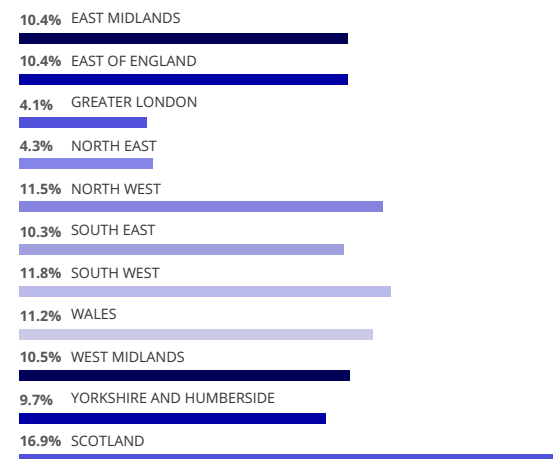 10.4% EAST MIDLANDS
10.4% EAST OF ENGLAND
4.1% GREATER LONDON
4.3% NORTH EAST
11.5% NORTH WEST
10.3% SOUTH EAST
11.8% SOUTH WEST
11.2% WALES
10.5% WEST MIDLANDS
9.7% YORKSHIRE AND HUMBERSIDE
16.9% SCOTLAND